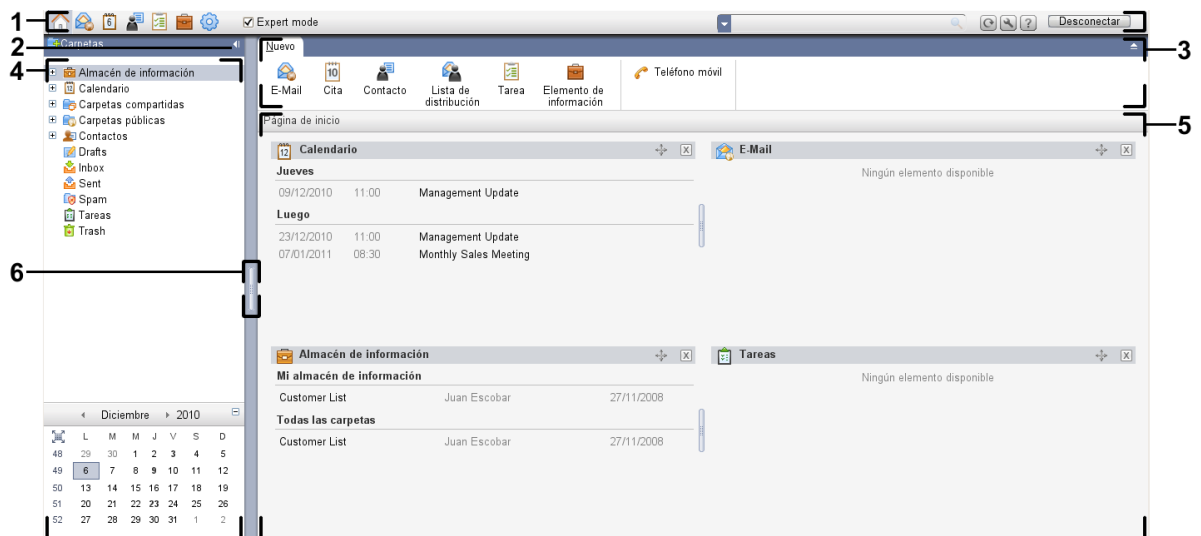 1
6
Expert mode
Desconectar
2
Carpetas
Nuevo
3
4
Almacén de información
Calendario
Carpetas compartidas
Carpetas públicas
Contactos
Drafts
Inbox
Sent
Spam
Tareas
Trash
E-Mail
10
Cita
Contacto
Lista de distribución
Tarea
Elemento de información
Teléfono móvil
Página de inicio
5
12 Calendario
Jueves
09/12/2010 11:00 Management Update
Luego
23/12/2010 11:00 Management Update
07/01/2011 08:30 Monthly Sales Meeting
E-Mail
Ningún elemento disponible
6
Almacén de información
Mi almacén de información
Customer List Juan Escobar 27/11/2008
Todas las carpetas
Customer List Juan Escobar 27/11/2008
Tareas
Ningún elemento disponible
Diciembre 2010
L M M J V S D
48 29 30 1 2 3 4 5
49 6 7 8 9 10 11 12
50 13 14 15 16 17 18 19
51 20 21 22 23 24 25 26
52 27 28 29 30 31 1 2